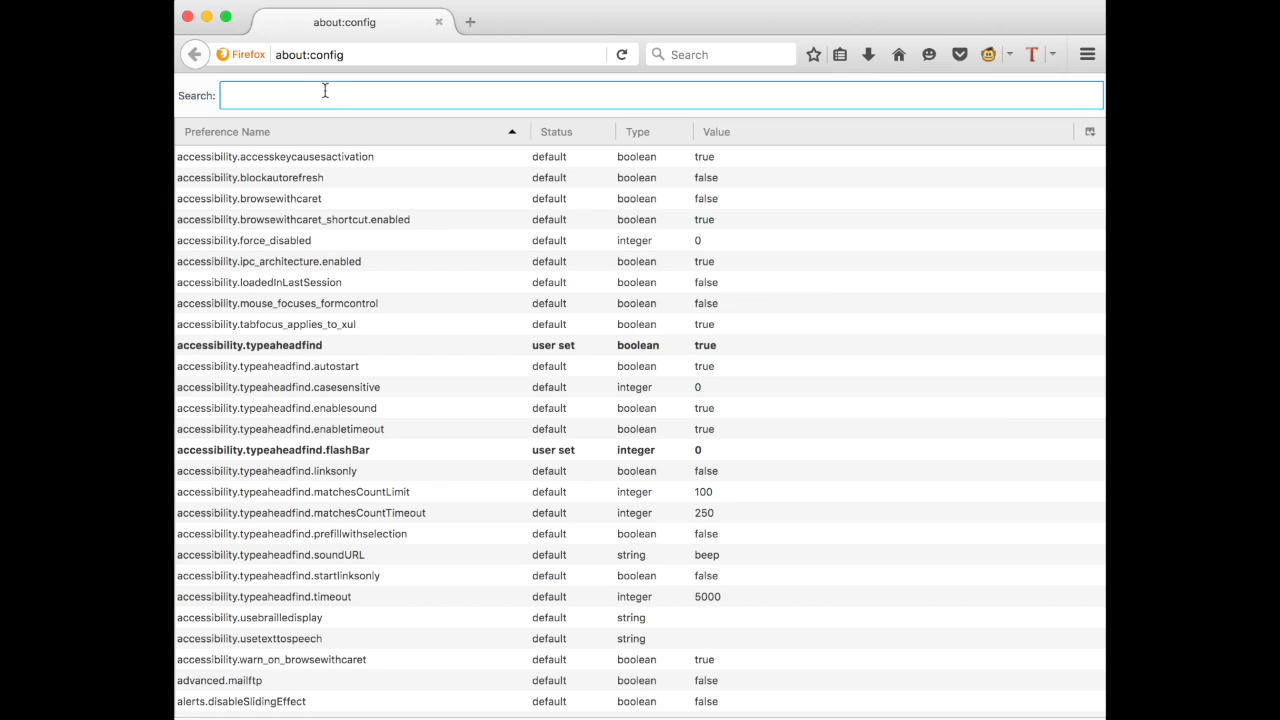 about:config
Firefox about:config Search
Search:
Preference Name Status Type Value
accessibility.accesskeycausesactivation default boolean true
accessibility.blockautorefresh default boolean false
accessibility.browsewithcaret default boolean false
accessibility.browsewithcaret_shortcut.enabled default boolean true
accessibility.force_disabled default integer 0
accessibility.ipc_architecture.enabled default boolean true
accessibility.loadedInLastSession default boolean false
accessibility.mouse_focuses_formcontrol default boolean false
accessibility.tabfocus_applies_to_xul default boolean true
accessibility.typeaheadfind user set boolean true
accessibility.typeaheadfind.autostart default boolean true
accessibility.typeaheadfind.casesensitive default integer 0
accessibility.typeaheadfind.enablesound default boolean true
accessibility.typeaheadfind.enabletimeout default boolean true
accessibility.typeaheadfind.flashBar user set integer 0
accessibility.typeaheadfind.linksonly default boolean false
accessibility.typeaheadfind.matchesCountLimit default integer 100
accessibility.typeaheadfind.matchesCountTimeout default integer 250
accessibility.typeaheadfind.prefillwithselection default boolean false
accessibility.typeaheadfind.soundURL default string beep
accessibility.typeaheadfind.startlinksonly default boolean false
accessibility.typeaheadfind.timeout default integer 5000
accessibility.usebrailledisplay default string
accessibility.usetexttospeech default string
accessibility.warn_on_browsewithcaret default boolean true
advanced.mailftp default boolean false
alerts.disableSlidingEffect default boolean false